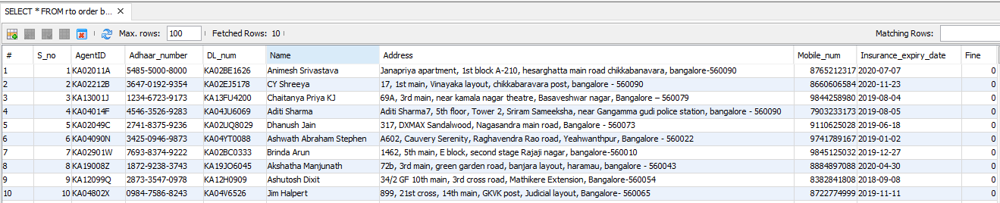 SELECT * FROM rto order b... ×
Max. rows: 100 Fetched Rows: 10 Matching Rows:
# S_no AgentID Adhaar_number DL_num Name Address Mobile_num Insurance_expiry_date Fine
1 1 KA02011A 5485-5000-8000 KA02BE1626 Animesh Srivastava Janapriya apartment, 1st block A-210, hesarghatta main road chikkabanavara, bangalore-560090 8765212317 2020-07-07 0
2 2 KA02212B 3647-0192-9354 KA02EJ5178 CY Shreeya 17, 1st main, Vinayaka layout, chikkabaravara post, bangalore - 560090 8660606584 2020-11-23 0
3 3 KA13001J 1234-6723-9173 KA13FU4200 Chaitanya Priya KJ 69A, 3rd main, near kamala nagar theatre, Basaveshwar nagar, Bangalore – 560079 9844258980 2019-08-04 0
4 4 KA04014F 4546-3526-9283 KA04JU6069 Aditi Sharma Aditi Sharma7, 5th floor, Tower 2, Sriram Sameeksha, near Gangamma gudi police station, bangalore - 560090 7903233173 2019-08-05 0
5 5 KA02049C 2741-8375-9236 KA02UQ8029 Dhanush Jain 317, DXMAX Sandalwood, Nagasandra main road, Bangalore - 560073 9110625028 2019-06-18 0
6 6 KA04090N 3425-0946-9873 KA04YT0088 Ashwath Abraham Stephen A602, Cauvery Serenity, Raghavendra Rao road, Yeahwanthpur, Bangalore - 560022 9741789167 2019-01-02 0
7 7 KA02901W 7693-8374-9222 KA02BC0333 Brinda Arun 1462, 5th main, E block, second stage Rajaji nagar, bangalore-560010 9845125032 2019-12-27 0
8 8 KA19008Z 1872-9238-3743 KA19JO6045 Akshatha Manjunath 72b, 3rd main, green garden road, banjara layout, haramau, bangalore - 560043 8884897088 2020-04-30 0
9 9 KA12099Q 2873-3547-0978 KA12H0909 Ashutosh Dixit 34/2 GF 10th main, 3rd cross road, Mathikere Extension, Bangalore-560054 8382841808 2018-09-08 0
10 10 KA04802X 0984-7586-8243 KA04V6526 Jim Halpert 899, 21st cross, 14th main, GKVK post, Judicial layout, Bangalore- 560065 8722774999 2019-11-11 0